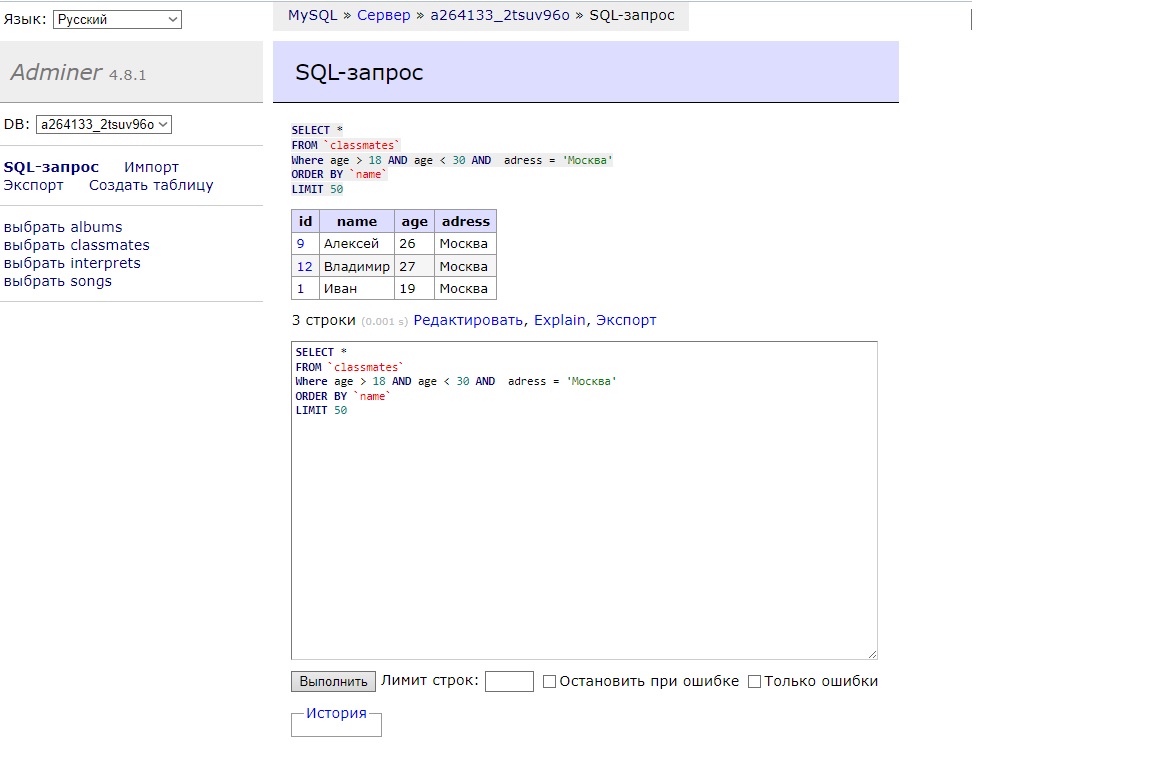 Язык: Русский
MySQL » Сервер » a264133_2tsuv96o » SQL-запрос
Adminer 4.8.1
SQL-запрос
DB: a264133_2tsuv96o
SQL-запрос Импорт
Экспорт Создать таблицу
выбрать albums
выбрать classmates
выбрать interprets
выбрать songs
SELECT *
FROM `classmates`
Where age > 18 AND age < 30 AND  adress = 'Москва'
ORDER BY `name`
LIMIT 50
id name age adress
9 Алексей 26 Москва
12 Владимир 27 Москва
1 Иван 19 Москва
3 строки (0.001 s) Редактировать, Explain, Экспорт
SELECT *
FROM `classmates`
Where age > 18 AND age < 30 AND  adress = 'Москва'
ORDER BY `name`
LIMIT 50
Выполнить Лимит строк: Остановить при ошибке Только ошибки
История